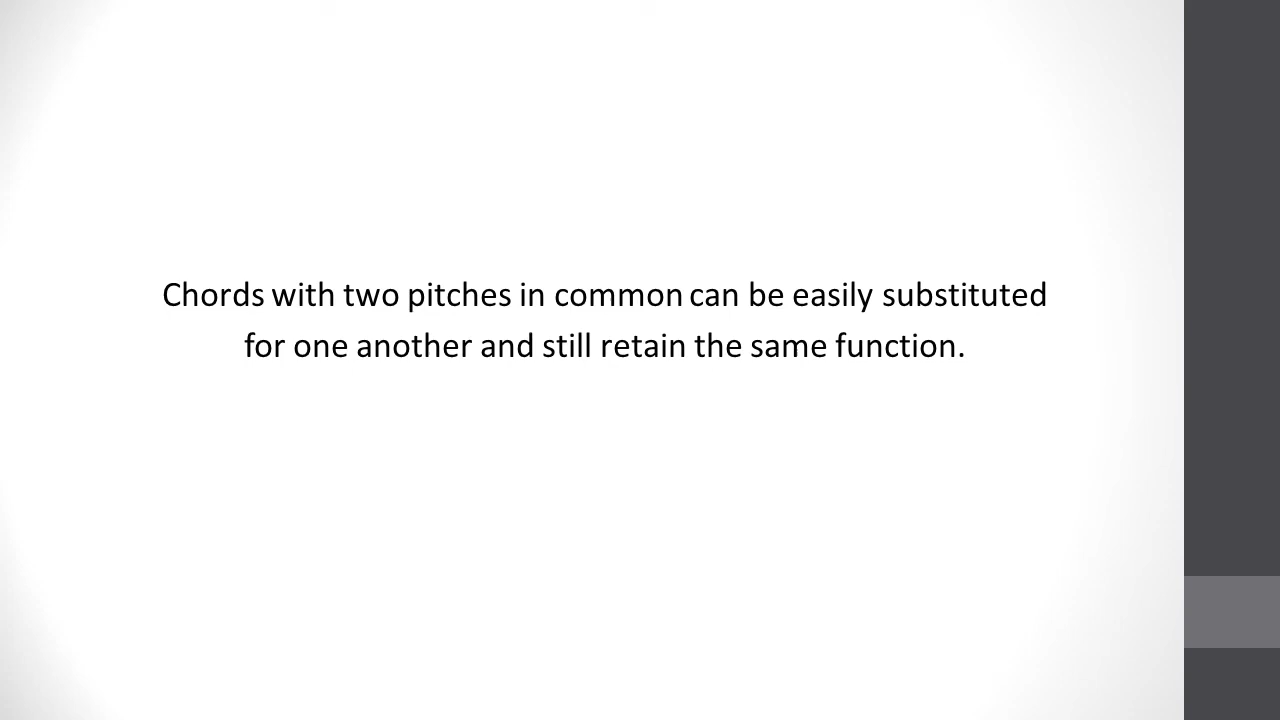 Chords with two pitches in common can be easily substituted
for one another and still retain the same function.